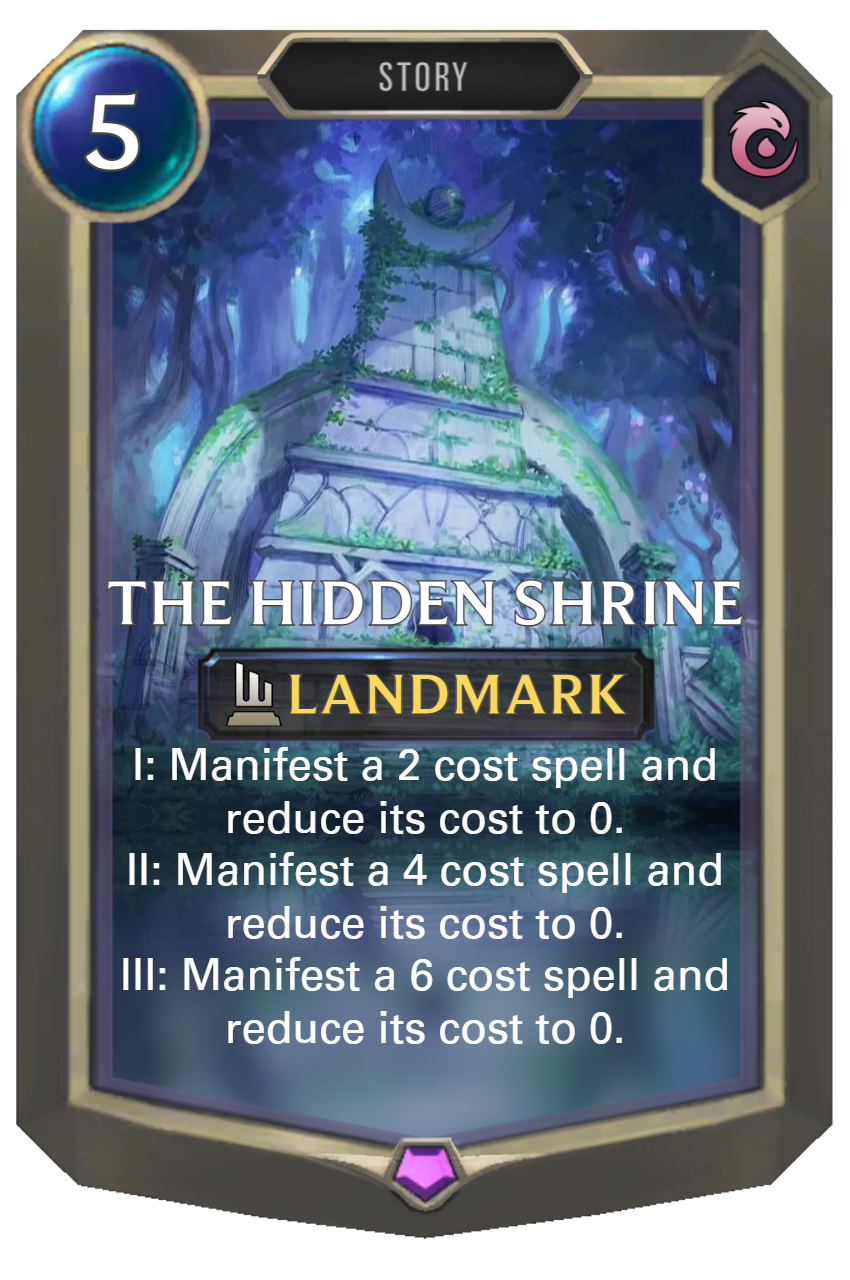 STORY
5
THE HIDDEN SHRINE
LANDMARK
I: Manifest a 2 cost spell and
reduce its cost to 0.
II: Manifest a 4 cost spell and
reduce its cost to 0.
III: Manifest a 6 cost spell and
reduce its cost to 0.